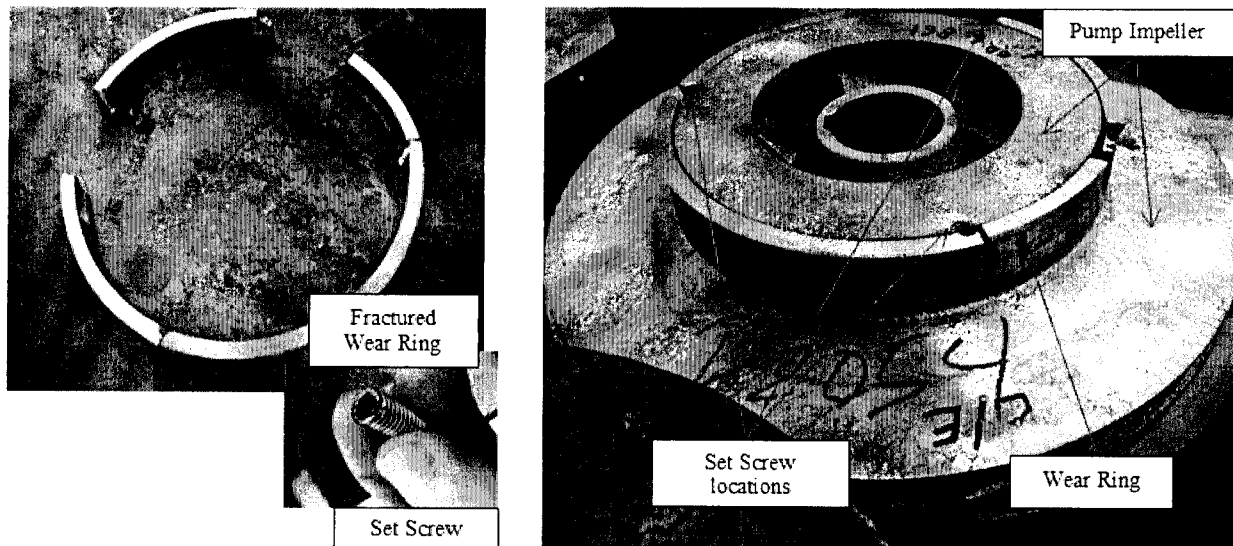 Fractured
Wear Ring
Set Screw
Pump Impeller
Set Screw
locations
Wear Ring